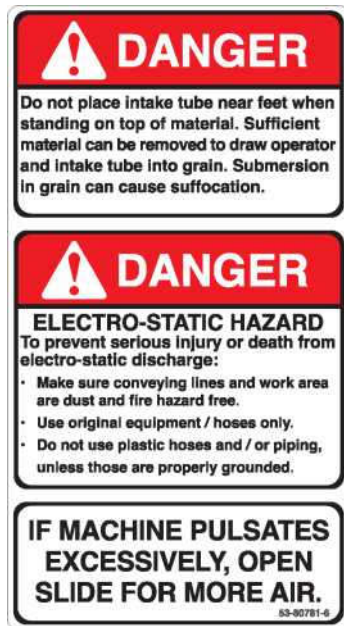 DANGER
Do not place intake tube near feet when
standing on top of material. Sufficient
material can be removed to draw operator
and intake tube into grain. Submersion
in grain can cause suffocation.
DANGER
ELECTRO-STATIC HAZARD
To prevent serious injury or death from
electro-static discharge:
· Make sure conveying lines and work area
are dust and fire hazard free.
· Use original equipment / hoses only.
· Do not use plastic hoses and / or piping,
unless those are properly grounded.
IF MACHINE PULSATES
EXCESSIVELY, OPEN
SLIDE FOR MORE AIR.
53-80781-6